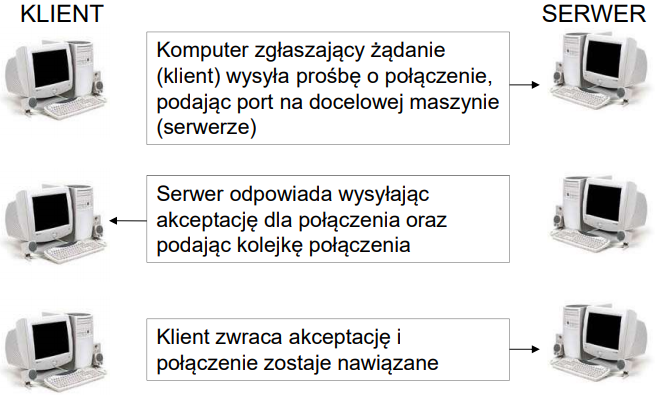 KLIENT
SERWER
Komputer zgłaszający żądanie
(klient) wysyła prośbę o połączenie,
podając port na docelowej maszynie
(serwerze)
Serwer odpowiada wysyłając
akceptację dla połączenia oraz
podając kolejkę połączenia
Klient zwraca akceptację i
połączenie zostaje nawiązane